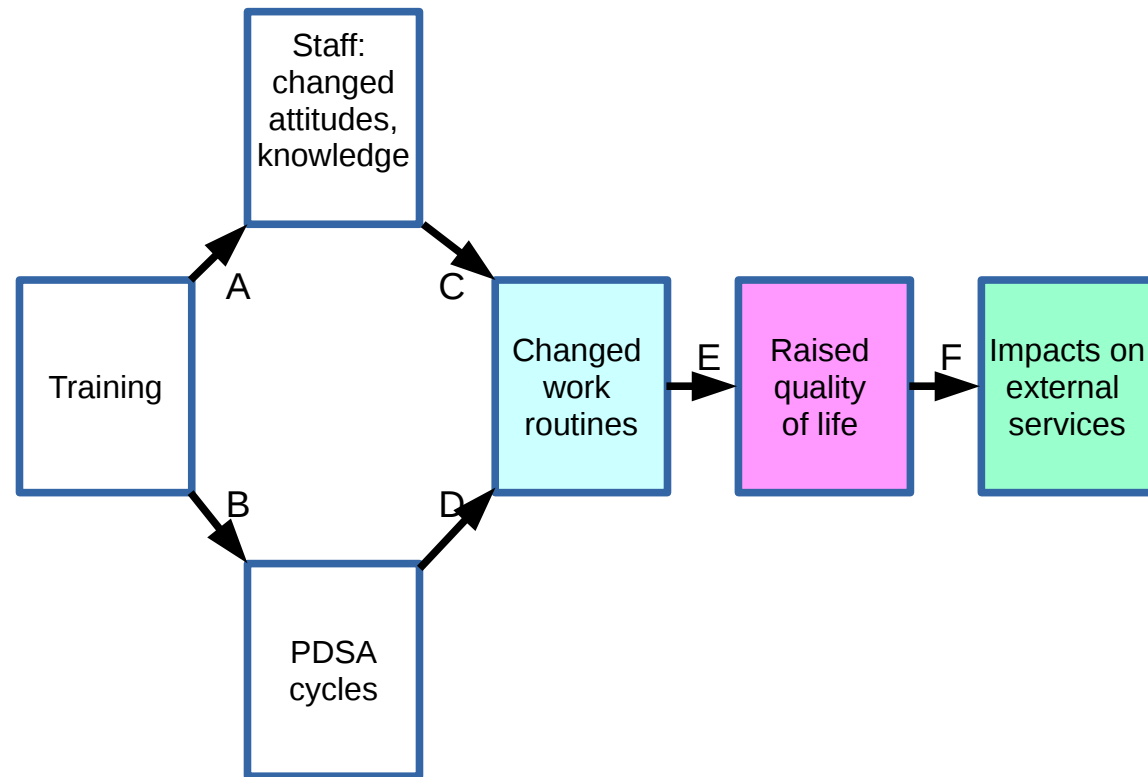 Staff:
changed
attitudes,
knowledge
A
C
Training
Changed
work
routines
E
Raised
quality
of life
F
Impacts on
external
services
B
D
PDSA
cycles